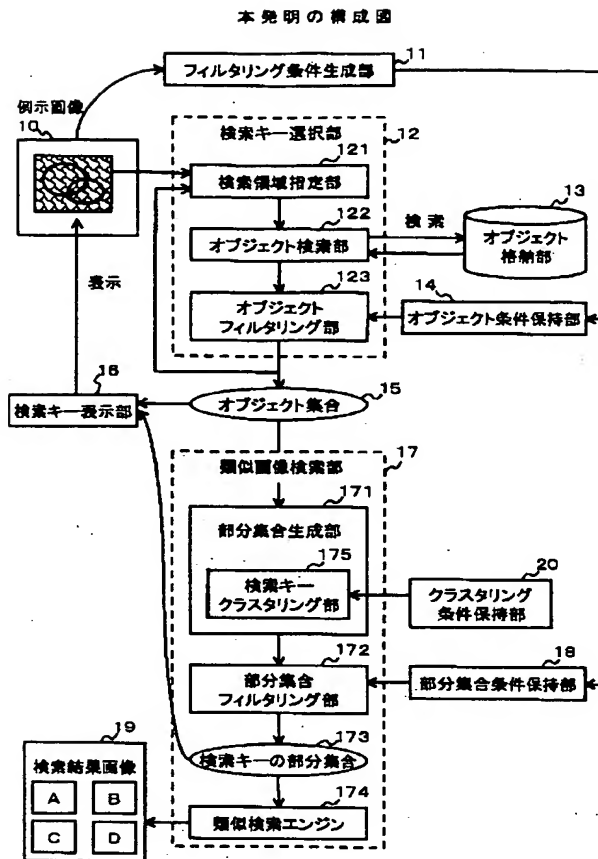 本発明の構成図
11
フィルタリング条件生成部
例示画像
10
検索キー選択部
12
121
検索領域指定部
122
オブジェクト検索部
検索
13
オブジェクト
格納部
123
オブジェクト
フィルタリング部
14
オブジェクト条件保持部
表示
16
検索キー表示部
15
オブジェクト集合
類似画像検索部
17
171
部分集合生成部
175
検索キー
クラスタリング部
20
クラスタリング
条件保持部
172
部分集合
フィルタリング部
18
部分集合条件保持部
173
検索キーの部分集合
19
検索結果画像
A
B
C
D
174
類似検索エンジン